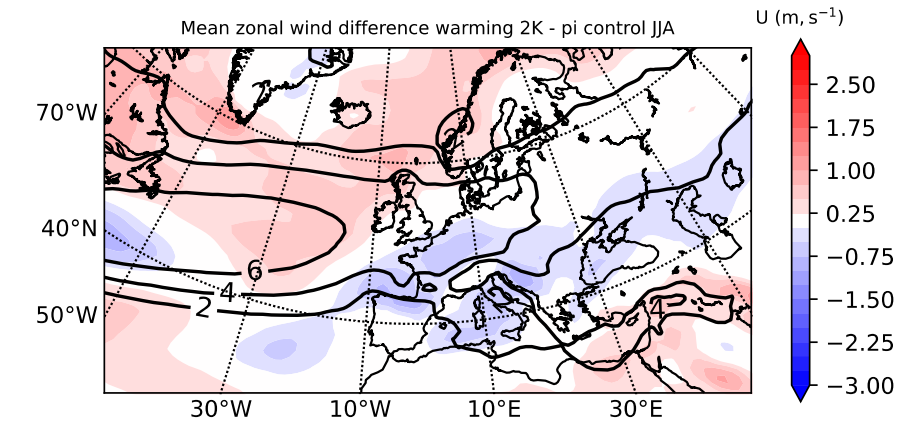 Mean zonal wind difference warming 2K - pi control JJA
U (m, s⁻¹)
70°W
40°N
50°W
30°W
10°W
10°E
30°E
6
4
2
4
2.50
1.75
1.00
0.25
−0.75
−1.50
−2.25
−3.00